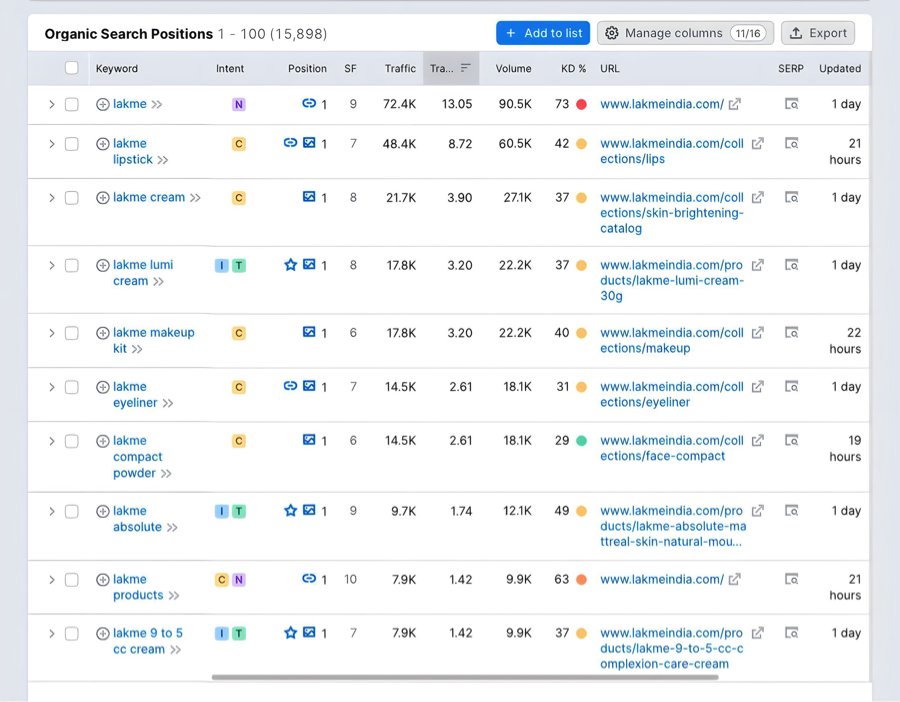 Organic Search Positions 1 - 100 (15,898)
+ Add to list
Manage columns 11/16
Export
Keyword Intent Position SF Traffic Tra... Volume KD % URL SERP Updated
lakme N 1 9 72.4K 13.05 90.5K 73 www.lakmeindia.com/ 1 day
lakme C 1 7 48.4K 8.72 60.5K 42 www.lakmeindia.com/coll 21
lipstick ections/lips hours
lakme cream C 1 8 21.7K 3.90 27.1K 37 www.lakmeindia.com/coll 1 day
ections/skin-brightening-
catalog
lakme lumi I T 1 8 17.8K 3.20 22.2K 37 www.lakmeindia.com/pro 1 day
cream ducts/lakme-lumi-cream-
30g
lakme makeup C 1 6 17.8K 3.20 22.2K 40 www.lakmeindia.com/coll 22
kit ections/makeup hours
lakme C 1 7 14.5K 2.61 18.1K 31 www.lakmeindia.com/coll 1 day
eyeliner ections/eyeliner
lakme C 1 6 14.5K 2.61 18.1K 29 www.lakmeindia.com/coll 19
compact ections/face-compact hours
powder
lakme I T 1 9 9.7K 1.74 12.1K 49 www.lakmeindia.com/pro 1 day
absolute ducts/lakme-absolute-ma
ttreal-skin-natural-mou...
lakme C N 1 10 7.9K 1.42 9.9K 63 www.lakmeindia.com/ 21
products hours
lakme 9 to 5 I T 1 7 7.9K 1.42 9.9K 37 www.lakmeindia.com/pro 1 day
cc cream ducts/lakme-9-to-5-cc-c
omplexion-care-cream